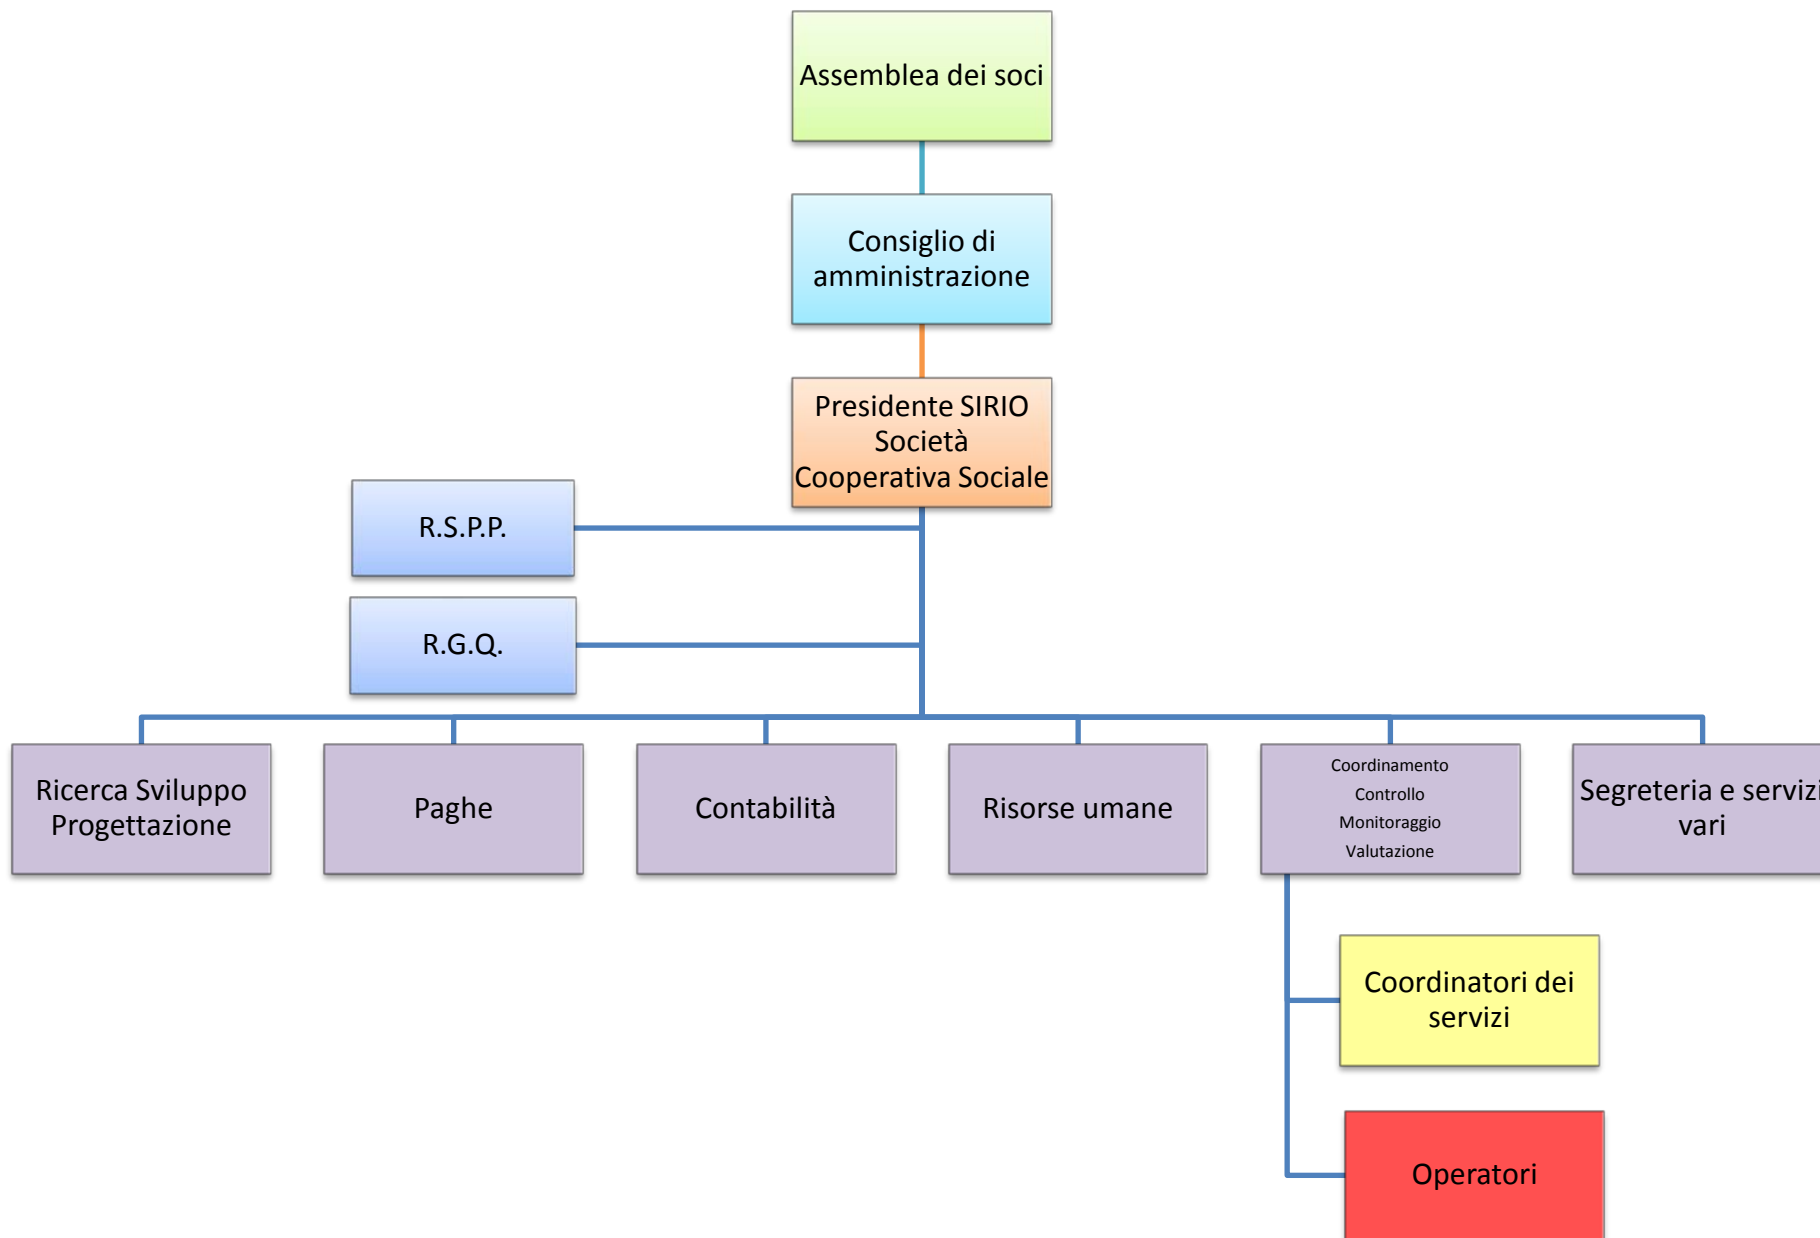 Assemblea dei soci
Consiglio di
amministrazione
Presidente SIRIO
Società
Cooperativa Sociale
R.S.P.P.
R.G.Q.
Ricerca Sviluppo
Progettazione
Paghe
Contabilità
Risorse umane
Coordinamento
Controllo
Monitoraggio
Valutazione
Segreteria e servizi
vari
Coordinatori dei
servizi
Operatori